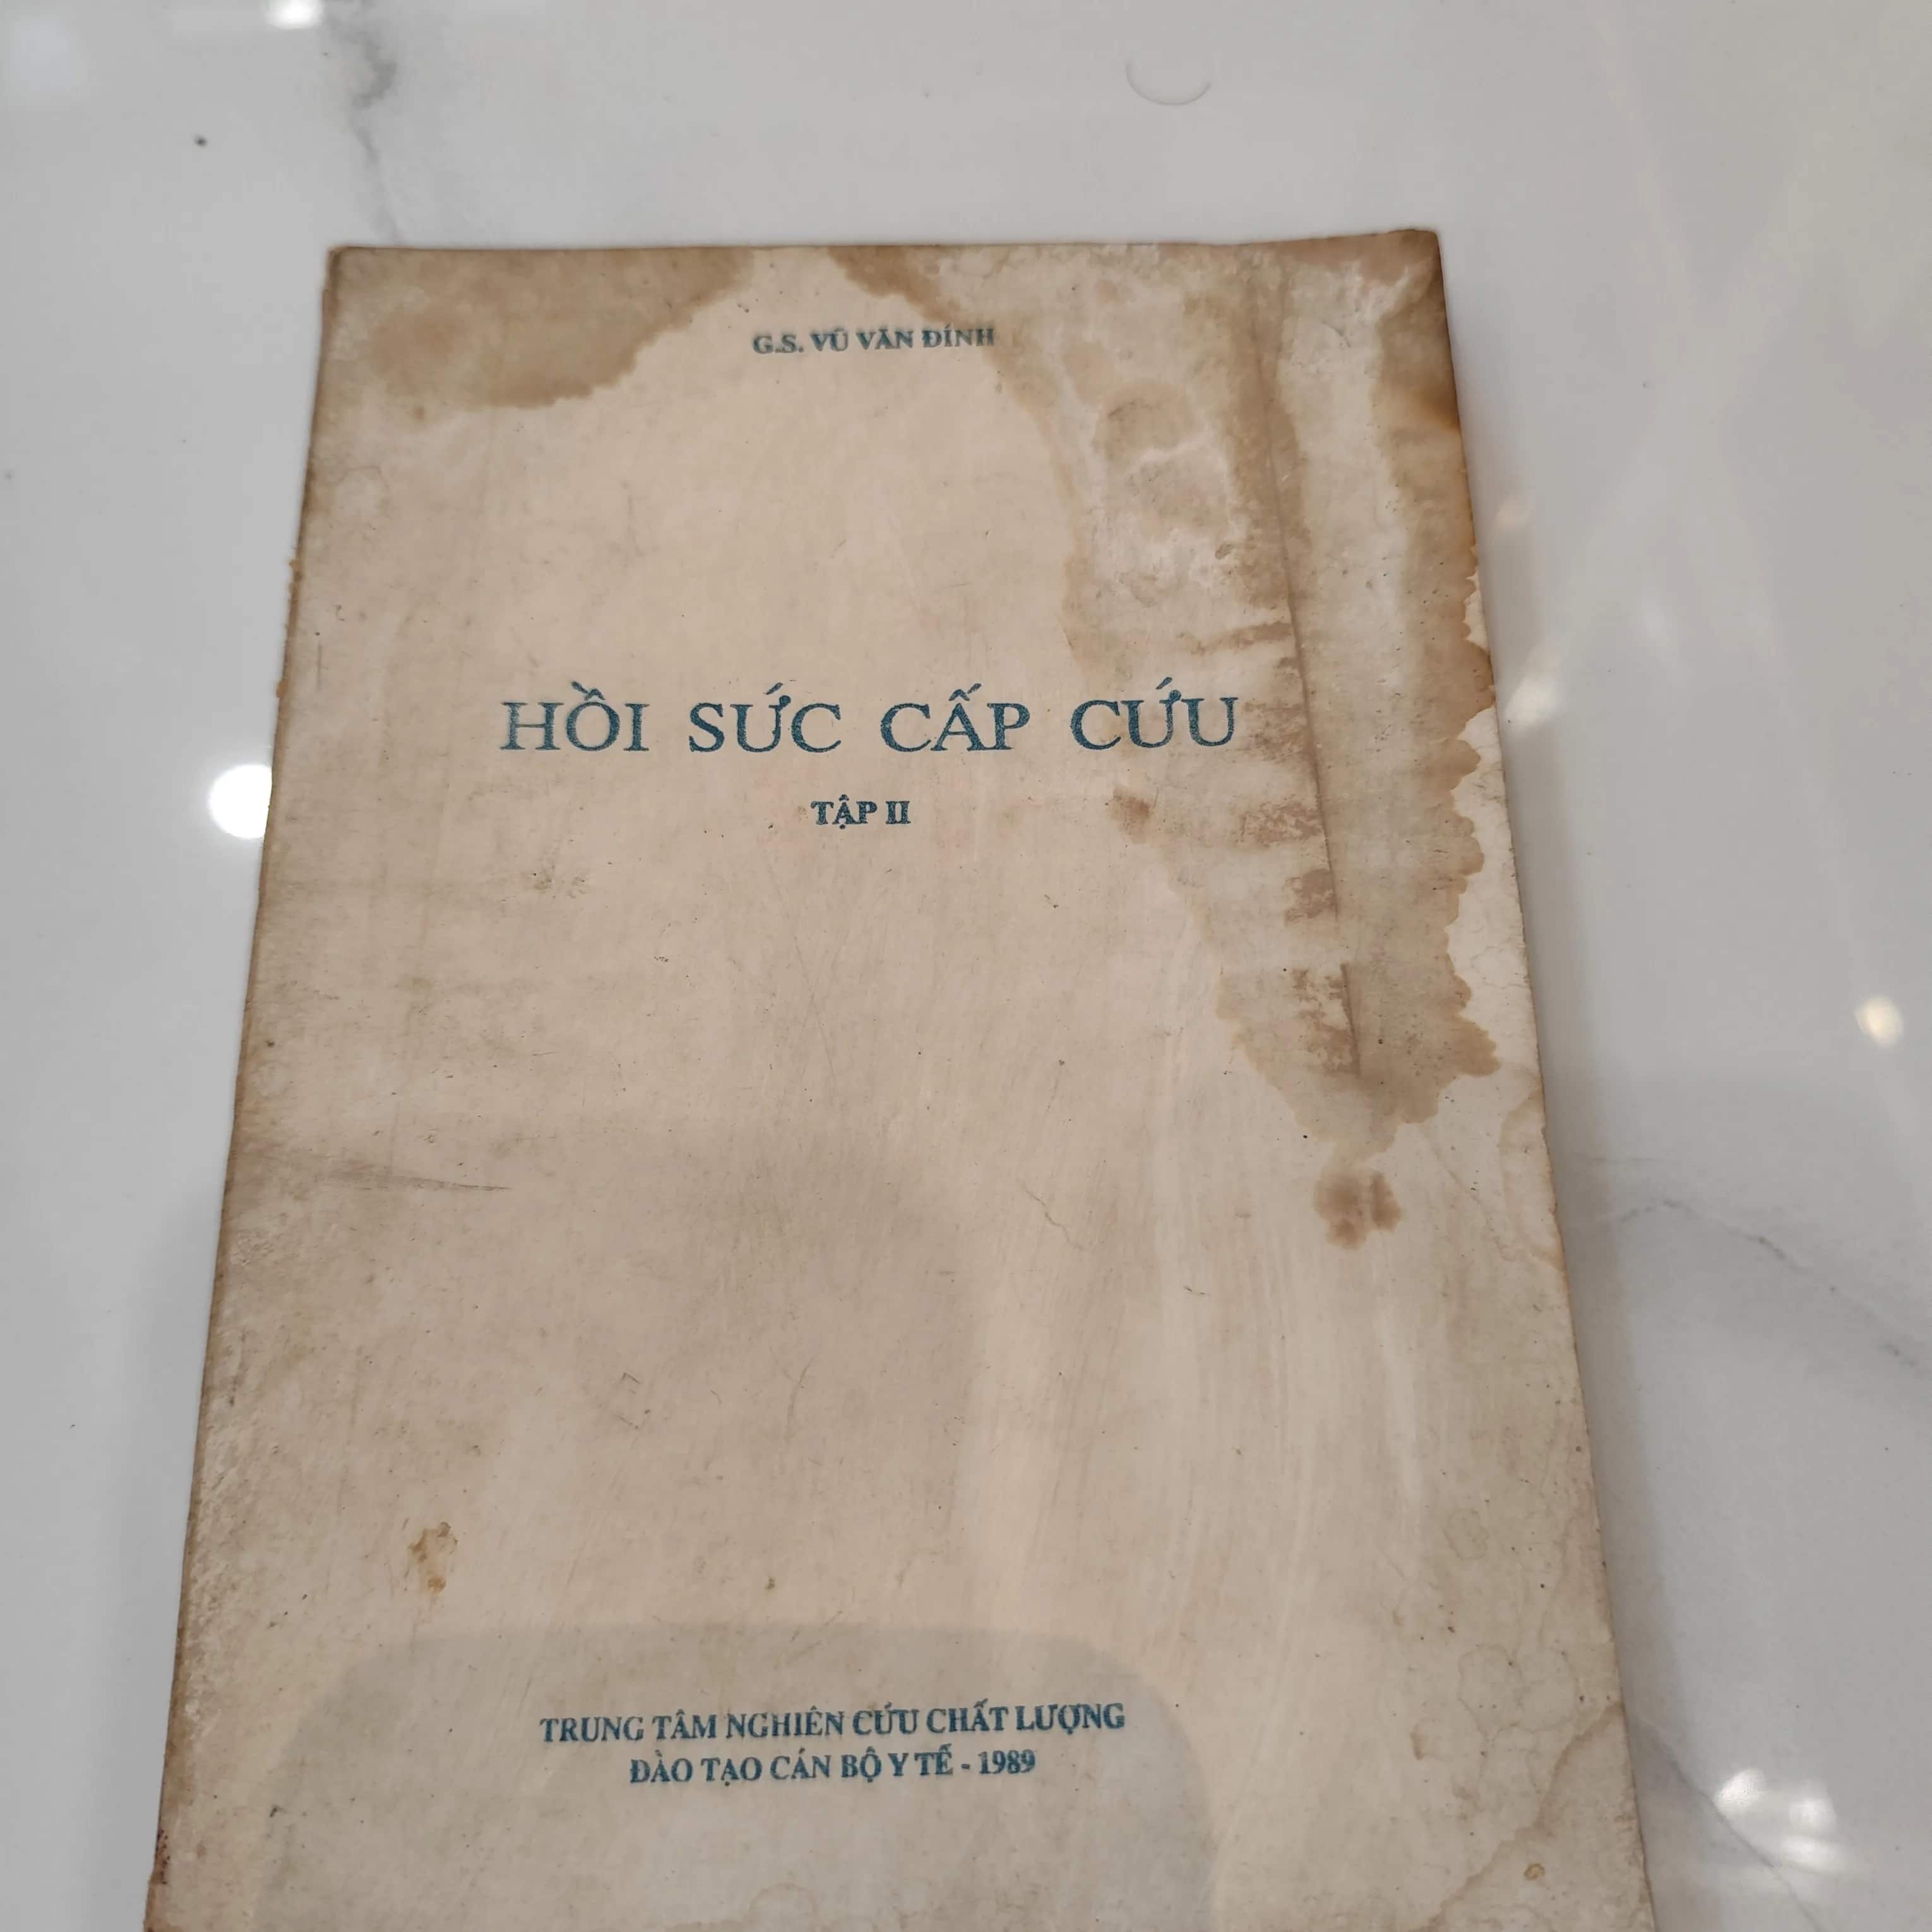 G.S. VŨ VĂN ĐÍNH
HỒI SỨC CẤP CỨU
TẬP II
TRUNG TÂM NGHIÊN CỨU CHẤT LƯỢNG
ĐÀO TẠO CÁN BỘ Y TẾ - 1989